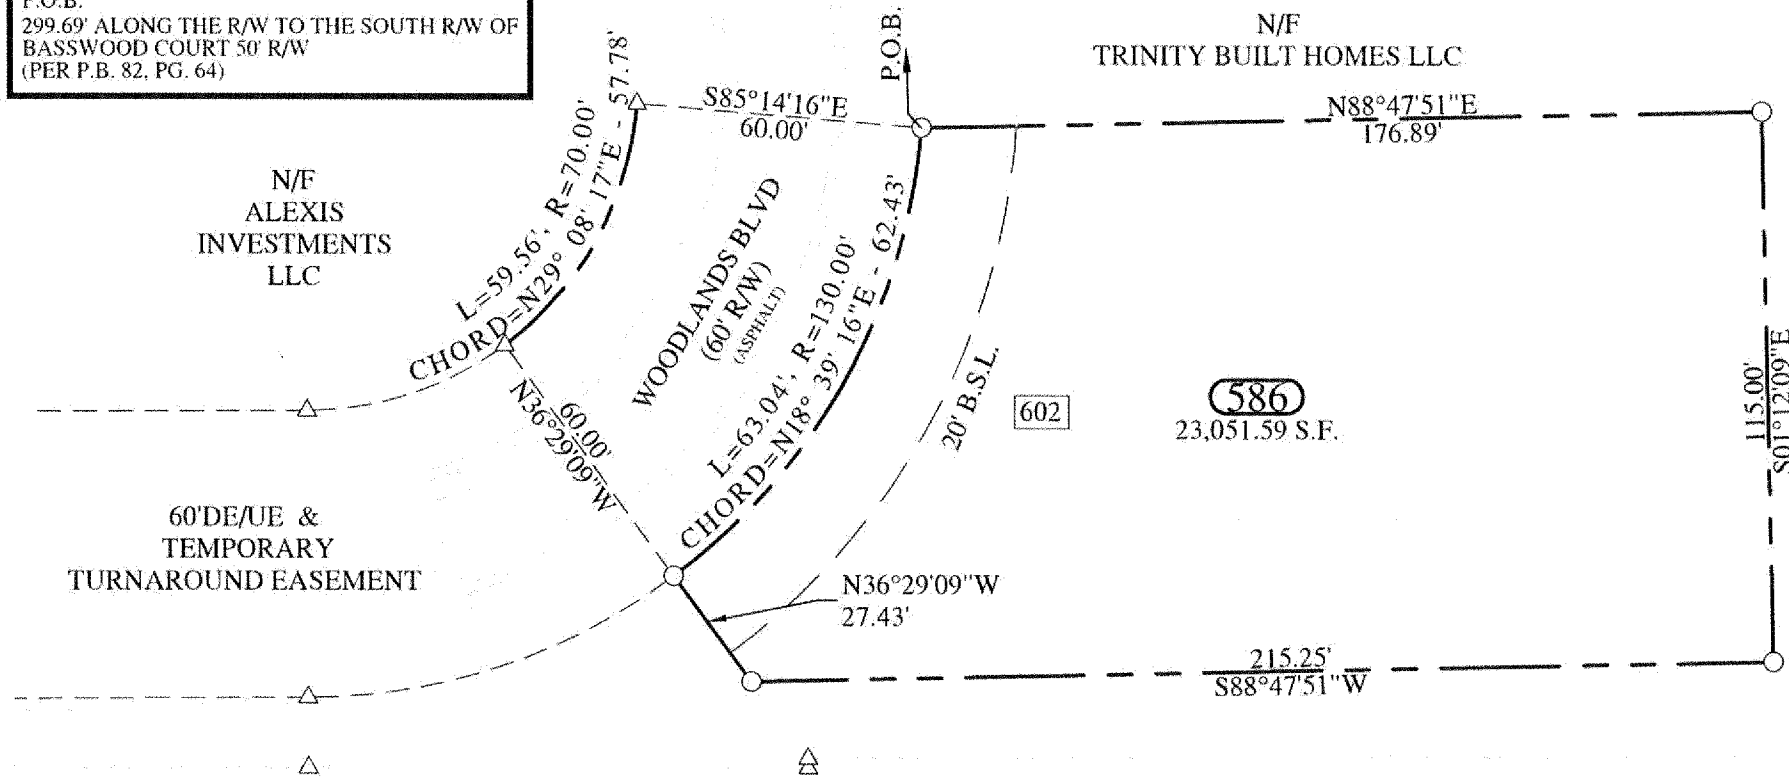 P.O.B.
299.69' ALONG THE R/W TO THE SOUTH R/W OF
BASSWOOD COURT 50' R/W
(PER P.B. 82, PG. 64)
N/F
TRINITY BUILT HOMES LLC
P.O.B.
S85°14'16"E
60.00'
N88°47'51"E
176.89'
N/F
ALEXIS
INVESTMENTS
LLC
L=59.56', R=70.00'
CHORD=N29° 08' 17"E - 57.78'
WOODLANDS BLVD
(60' R/W)
(ASPHALT)
L=63.04', R=130.00'
CHORD=N18° 39' 16"E - 62.43'
20' B.S.L.
602
586
23,051.59 S.F.
115.00'
S01°12'09"E
60.00'
N36°29'09"W
60'DE/UE &
TEMPORARY
TURNAROUND EASEMENT
N36°29'09"W
27.43'
215.25'
S88°47'51"W